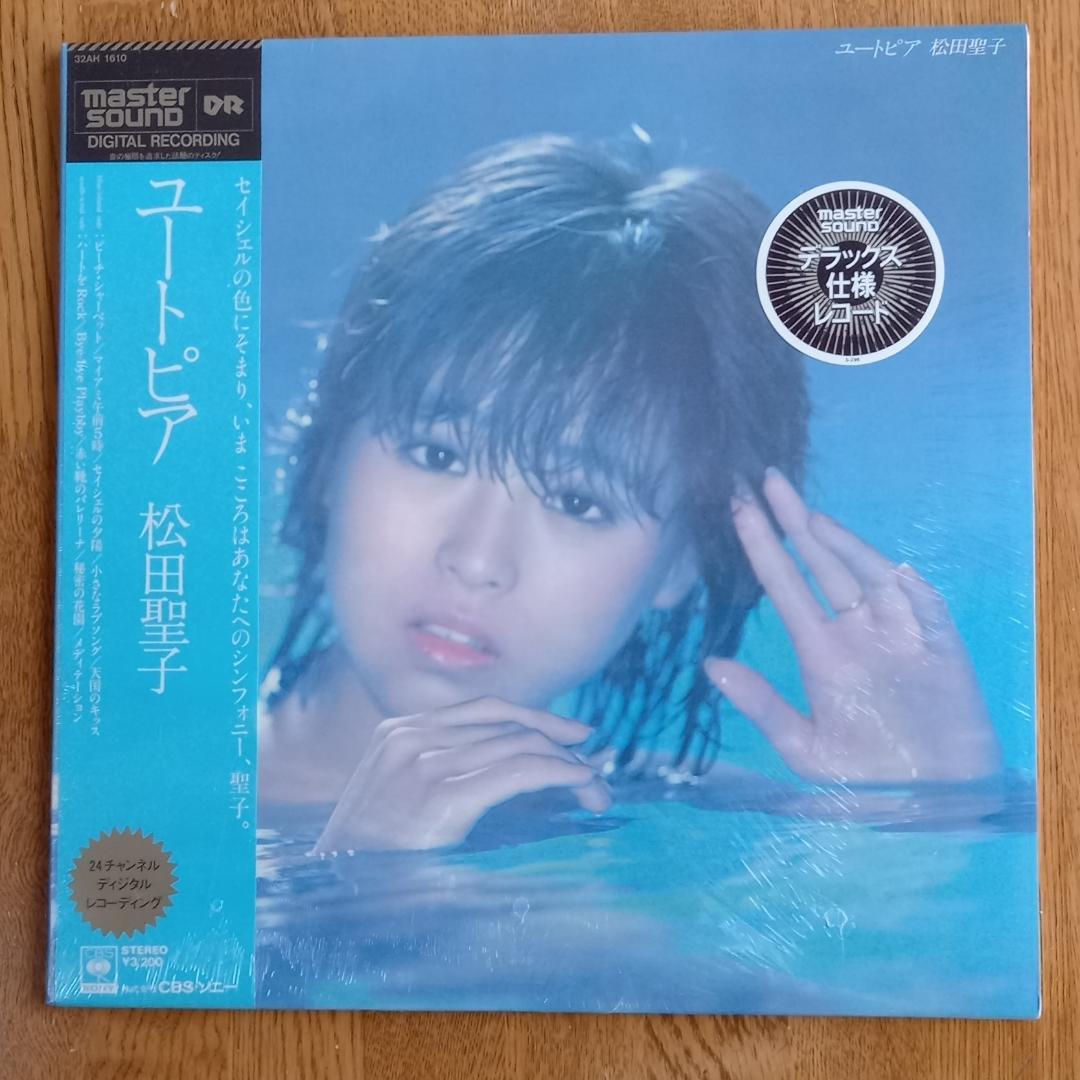 32AH 1610
master
sound
DR
DIGITAL RECORDING
音の極限を追求した話題のディスク!
ユートピア 松田聖子
セイシェルの色にそまり、いま こころはあなたへのシンフォニー、聖子。
ユートピア 松田聖子
:ピーチ・シャーベット/マイアミ午前5時/セイシェルの夕陽/小さなラブソング/天国のキッス
:ハートをRock/Bye-bye Playboy/赤い靴のバレリーナ/秘密の花園/メディテーション
master
sound
デラックス
仕様
レコード
24チャンネル
ディジタル
レコーディング
CBS
STEREO
¥3,200
CBS・ソニー